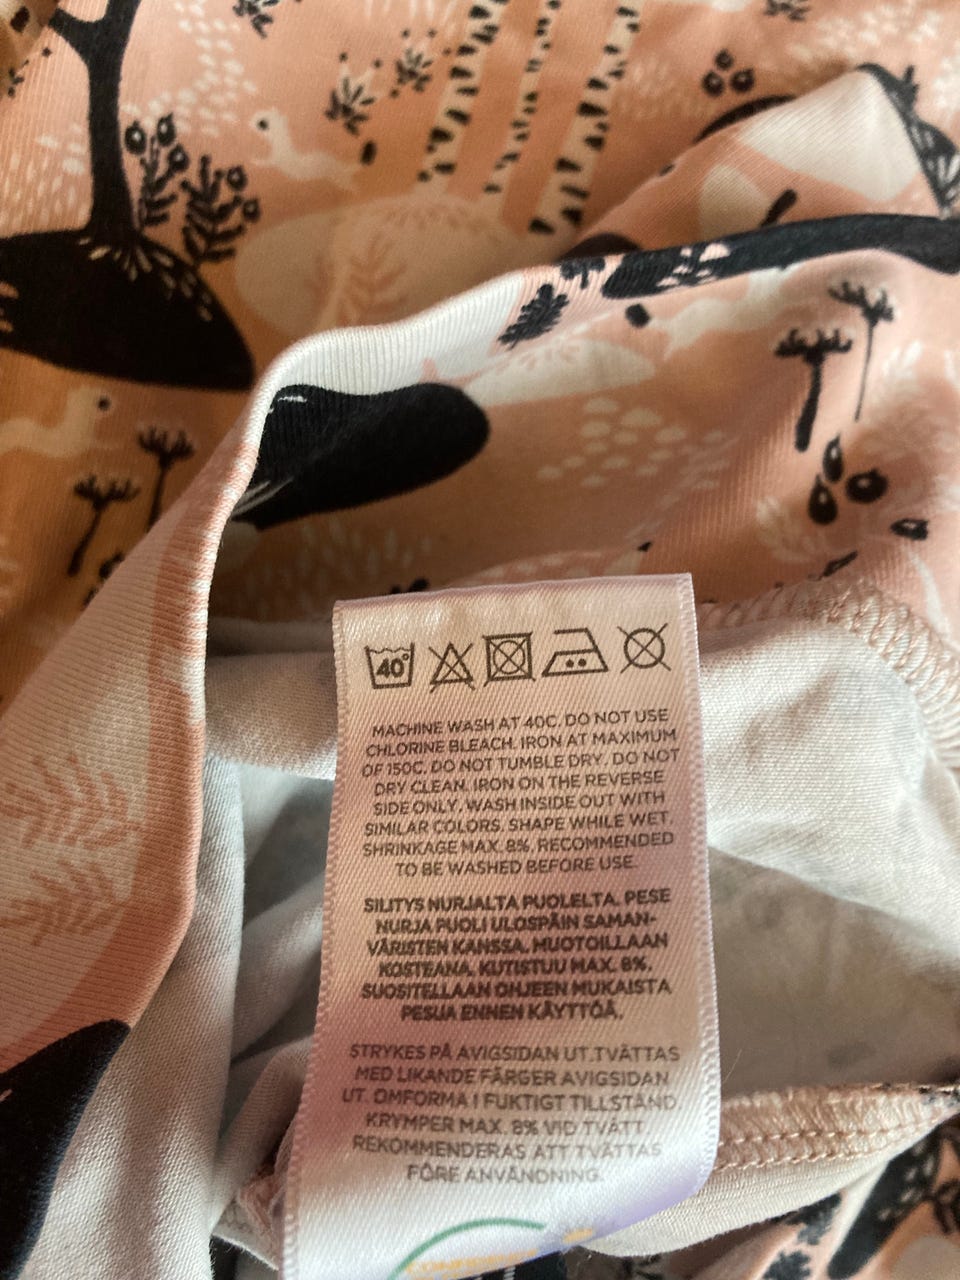 40°
MACHINE WASH AT 40C. DO NOT USE
CHLORINE BLEACH. IRON AT MAXIMUM
OF 150C. DO NOT TUMBLE DRY. DO NOT
DRY CLEAN. IRON ON THE REVERSE
SIDE ONLY. WASH INSIDE OUT WITH
SIMILAR COLORS. SHAPE WHILE WET.
SHRINKAGE MAX. 8%. RECOMMENDED
TO BE WASHED BEFORE USE.
SILITYS NURJALTA PUOLELTA. PESE
NURJA PUOLI ULOSPÄIN SAMAN-
VÄRISTEN KANSSA. MUOTOILLAAN
KOSTEANA. KUTISTUU MAX. 8%.
SUOSITELLAAN OHJEEN MUKAISTA
PESUA ENNEN KÄYTTÖÄ.
STRYKES PÅ AVIGSIDAN UT.TVÄTTAS
MED LIKANDE FÄRGER AVIGSIDAN
UT. OMFORMA I FUKTIGT TILLSTÅND.
KRYMPER MAX. 8% VID TVÄTT.
REKOMMENDERAS ATT TVÄTTAS
FÖRE ANVÄNDNING.